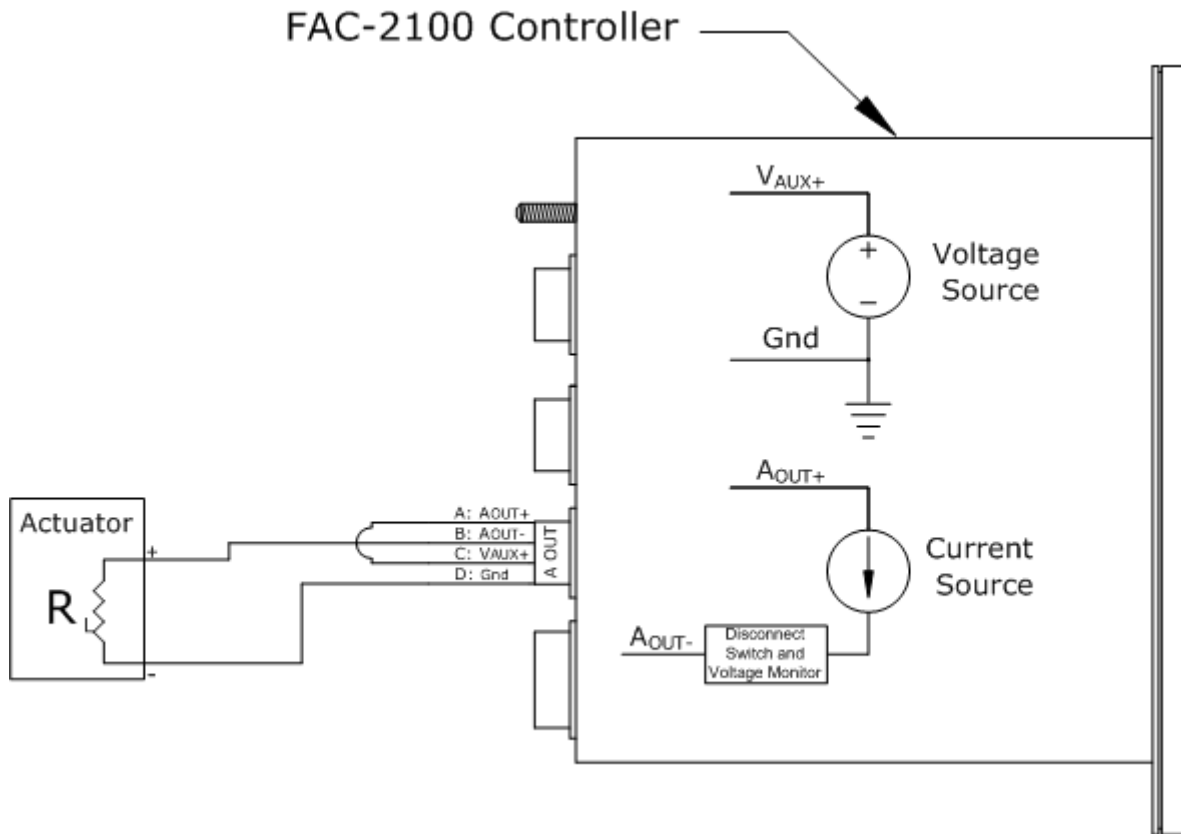 FAC-2100 Controller
VAUX+
+
-
Voltage
Source
Gnd
AOUT+
Current
Source
AOUT-
Disconnect
Switch and
Voltage Monitor
A: AOUT+
B: AOUT-
C: VAUX+
D: Gnd
A OUT
Actuator
+
RL
-